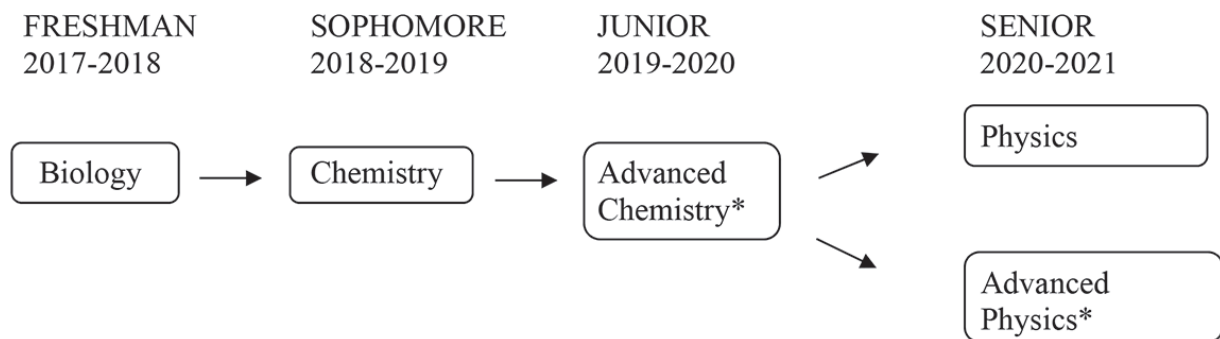 FRESHMAN
2017-2018
SOPHOMORE
2018-2019
JUNIOR
2019-2020
SENIOR
2020-2021
Biology
Chemistry
Advanced
Chemistry*
Physics
Advanced
Physics*